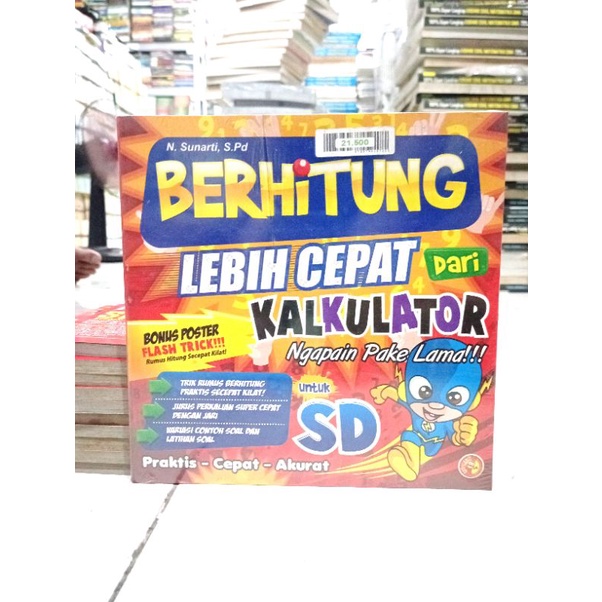 N. Sunarti, S.Pd
21,500
BERHiTUNG
LEBIH CEPAT DARi
KALKULATOR
Ngapain Pake Lama!!!
BONUS POSTER
FLASH TRICK!!!
Rumus Hitung Secepat Kilat!
TRIK RUMUS BERHITUNG
PRAKTIS SECEPAT KILAT!
JURUS PERKALIAN SUPER CEPAT
DENGAN JARI
VARIASI CONTOH SOAL DAN
LATIHAN SOAL
untuk
SD
Praktis - Cepat - Akurat